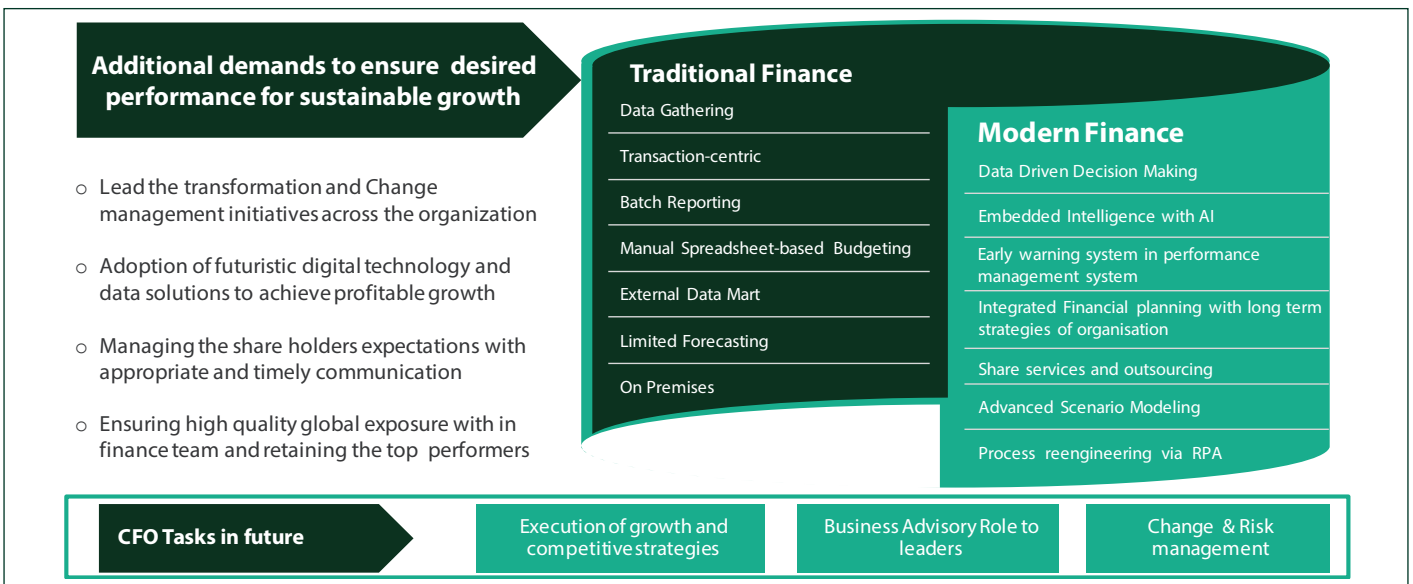 Additional demands to ensure desired
performance for sustainable growth
o Lead the transformation and Change
management initiatives across the organization
o Adoption of futuristic digital technology and
data solutions to achieve profitable growth
o Managing the share holders expectations with
appropriate and timely communication
o Ensuring high quality global exposure with in
finance team and retaining the top performers
Traditional Finance
Data Gathering
Transaction-centric
Batch Reporting
Manual Spreadsheet-based Budgeting
External Data Mart
Limited Forecasting
On Premises
Modern Finance
Data Driven Decision Making
Embedded Intelligence with AI
Early warning system in performance
management system
Integrated Financial planning with long term
strategies of organisation
Share services and outsourcing
Advanced Scenario Modeling
Process reengineering via RPA
CFO Tasks in future
Execution of growth and
competitive strategies
Business Advisory Role to
leaders
Change & Risk
management